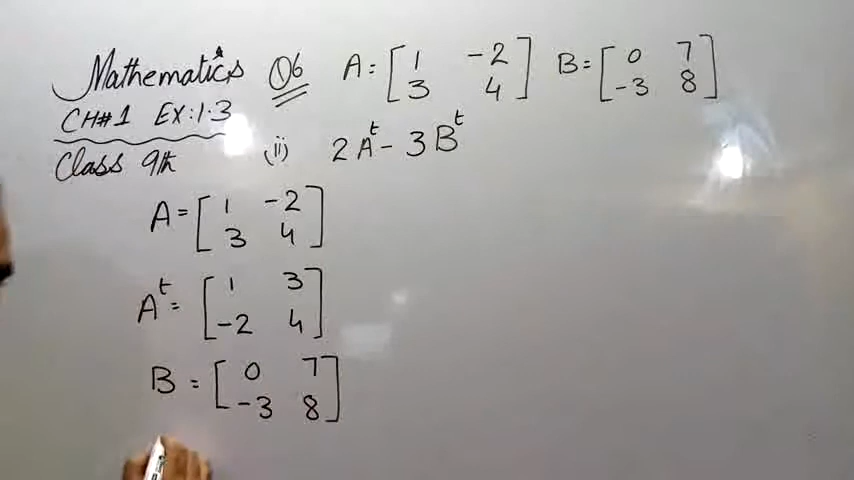 Mathematics Q6 A = [1 -2; 3 4] B = [0 7; -3 8]
CH#1 EX:1.3
Class 9th (ii) 2A^t - 3B^t
A = [1 -2; 3 4]
A^t = [1 3; -2 4]
B = [0 7; -3 8]